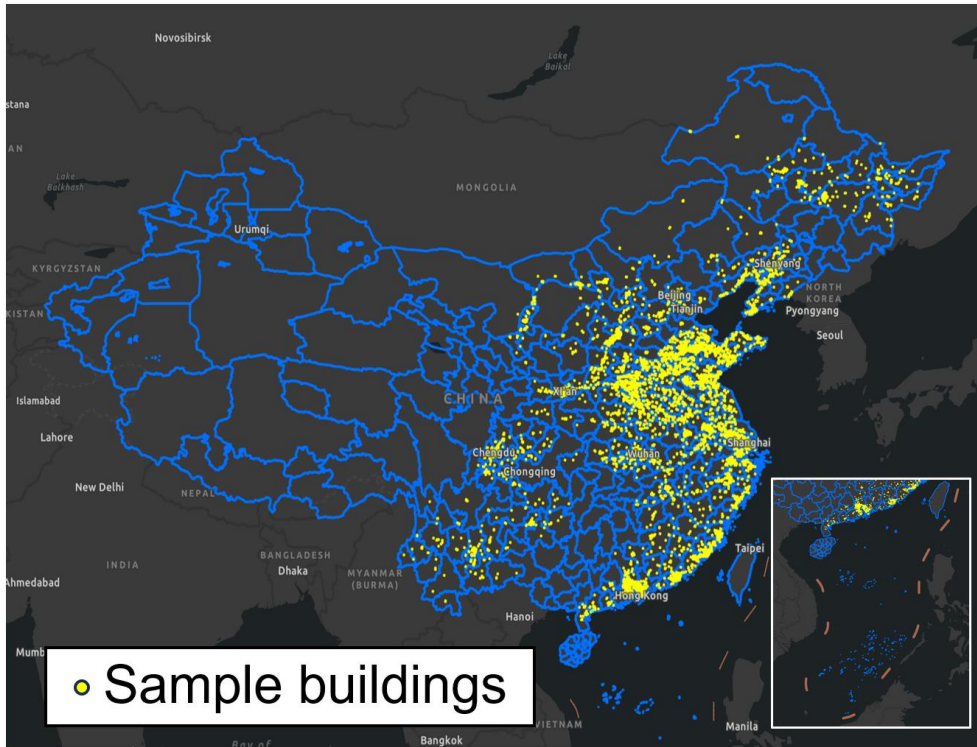 Novosibirsk
Lake
Baikal
stana
AN
Lake
Balkhash
MONGOLIA
Urumqi
KYRGYZSTAN
Shenyang
Beijing
Tianjin
NORTH
KOREA
KISTAN
Pyongyang
Seoul
Islamabad
CHINA
Xi'an
Lahore
Shanghai
Chengdu
Wuhan
Chongqing
New Delhi
NEPAL
Taipei
INDIA
BANGLADESH
Dhaka
MYANMAR
(BURMA)
Ahmedabad
Hong Kong
Hanoi
Mumb
Sample buildings
VIETNAM
Manila
Bay of
Bangkok